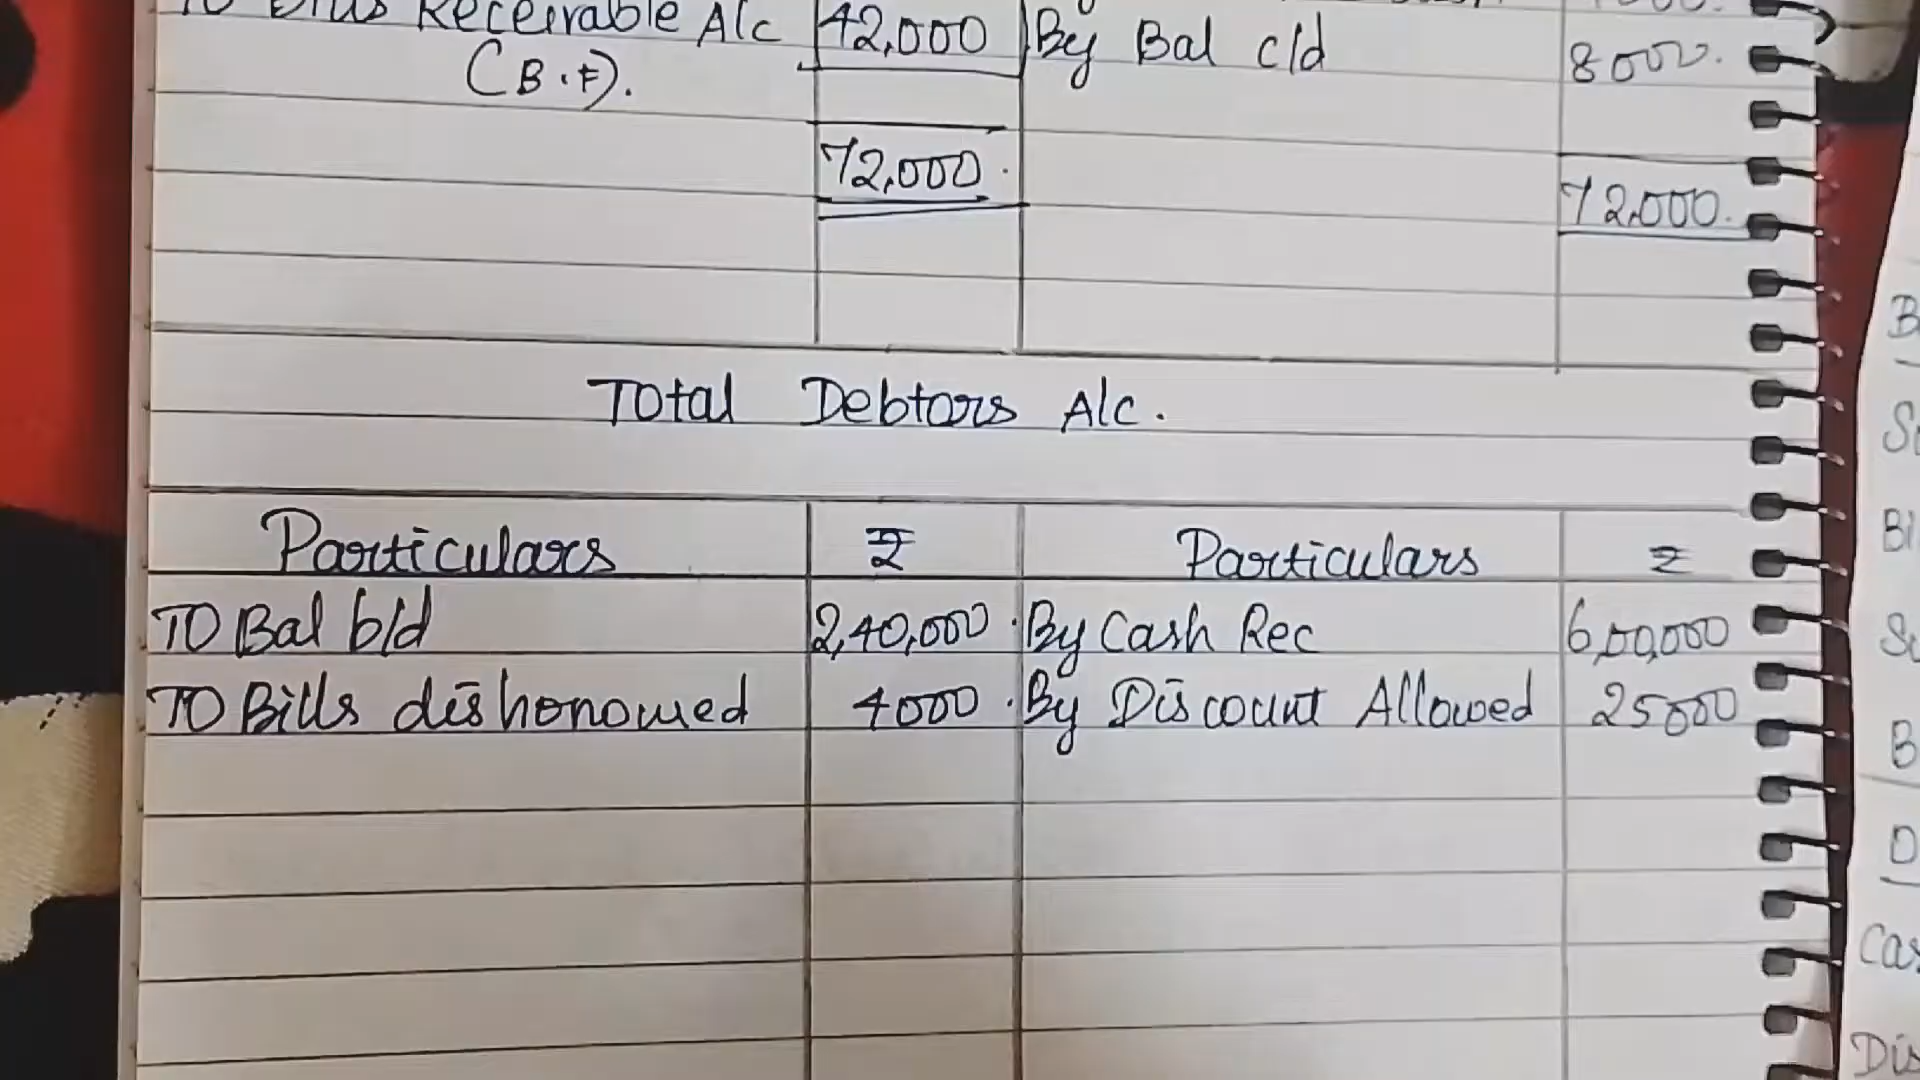 Receivable A/c 42,000 By Bal c/d 8000.
(B.F).
72,000. 72,000.
Total Debtors A/c.
Particulars ₹ Particulars ₹
To Bal b/d 2,40,000 By Cash Rec 6,00,000
To Bills dishonoured 4000 By Discount Allowed 25000